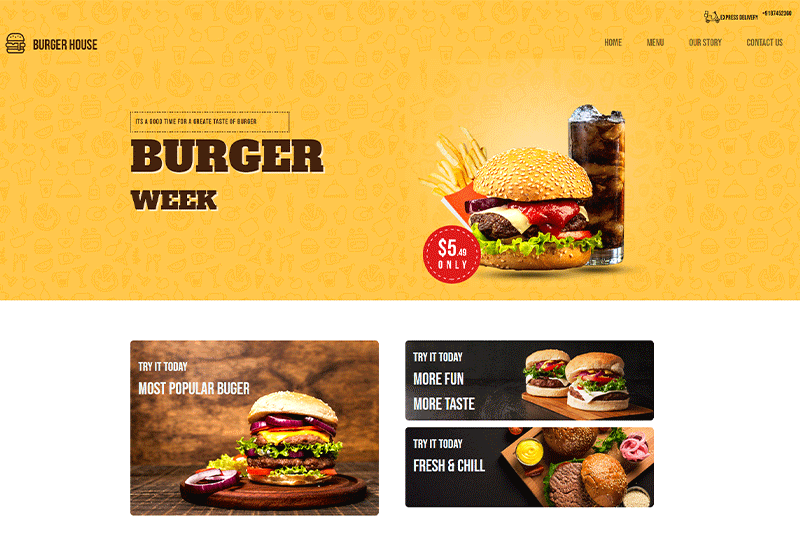 EXPRESS DELIVERY +9187452360
BURGER HOUSE
HOME MENU OUR STORY CONTACT US
ITS A GOOD TIME FOR A GREATE TASTE OF BURGER
BURGER
WEEK
$5.49
ONLY
TRY IT TODAY
MOST POPULAR BUGER
TRY IT TODAY
MORE FUN
MORE TASTE
TRY IT TODAY
FRESH & CHILL